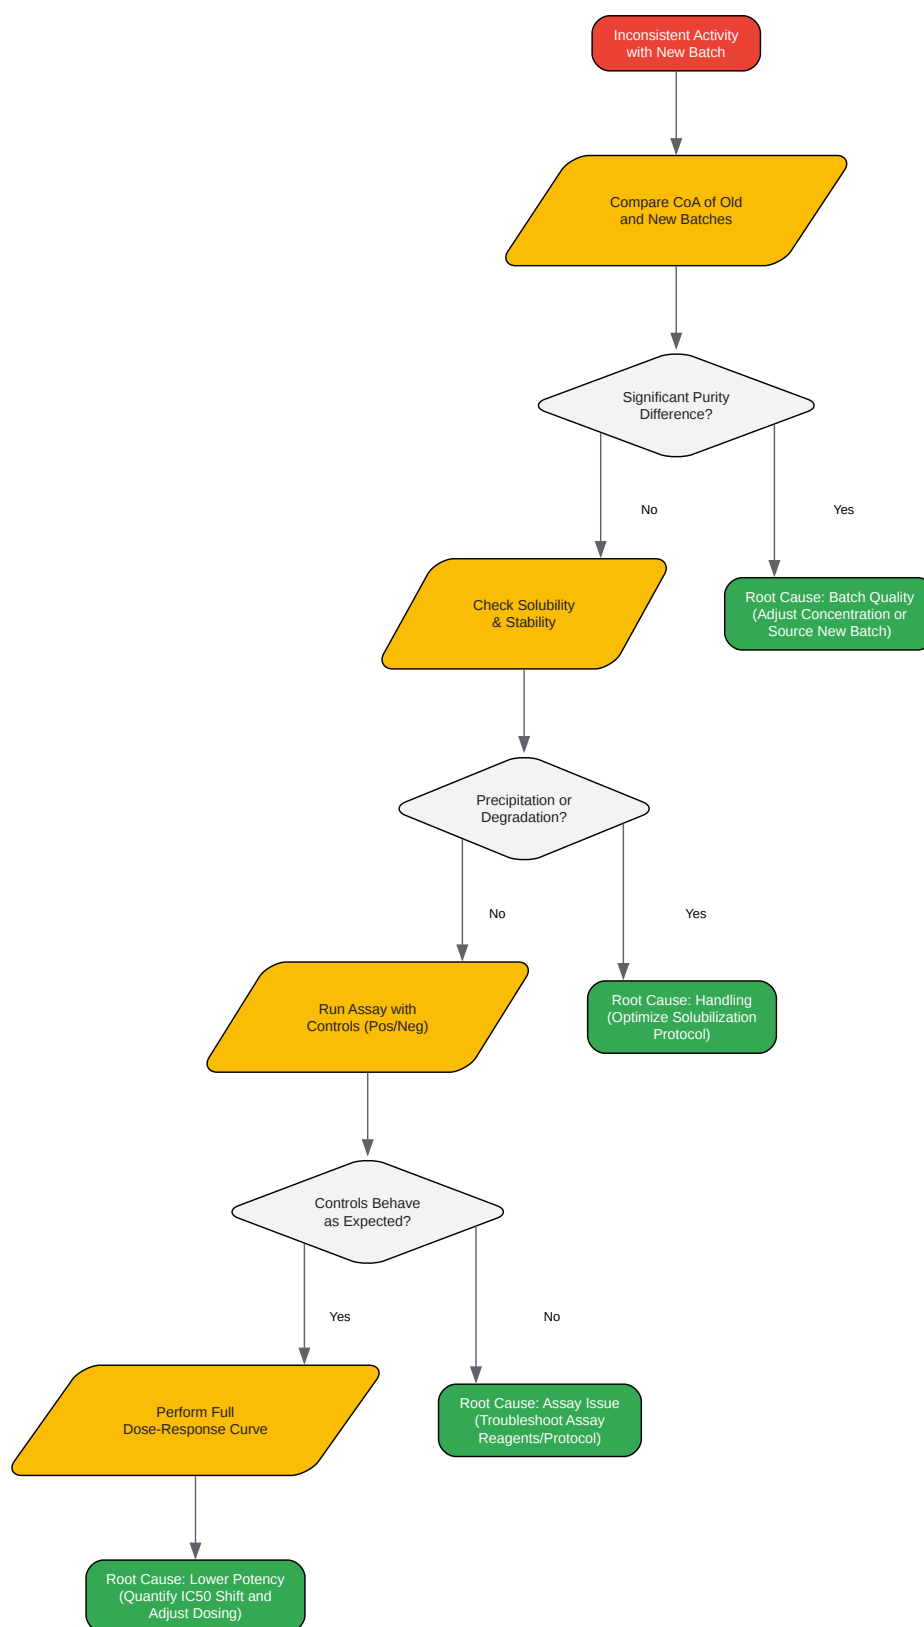 Inconsistent Activity
with New Batch
Compare CoA of Old
and New Batches
Significant Purity
Difference?
No
Yes
Check Solubility
& Stability
Root Cause: Batch Quality
(Adjust Concentration or
Source New Batch)
Precipitation or
Degradation?
No
Yes
Run Assay with
Controls (Pos/Neg)
Root Cause: Handling
(Optimize Solubilization
Protocol)
Controls Behave
as Expected?
Yes
No
Perform Full
Dose-Response Curve
Root Cause: Assay Issue
(Troubleshoot Assay
Reagents/Protocol)
Root Cause: Lower Potency
(Quantify IC50 Shift and
Adjust Dosing)